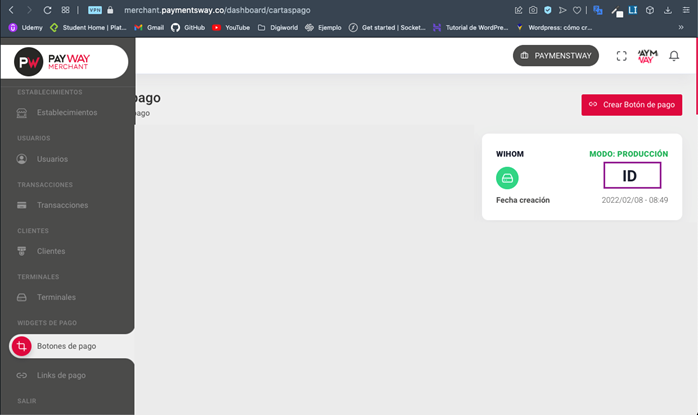 VPN merchant.paymentsway.co/dashboard/cartaspago
Udemy Student Home | Plat... Gmail GitHub YouTube Digiworld Ejemplo Get started | Socket... Tutorial de WordPre... Wordpress: cómo cr...
PW PAYWAY MERCHANT
PAYMENSTWAY
PAYM WAY
ESTABLECIMIENTOS
Establecimientos
USUARIOS
Usuarios
TRANSACCIONES
Transacciones
CLIENTES
Clientes
TERMINALES
Terminales
WIDGETS DE PAGO
Botones de pago
Links de pago
SALIR
pago
pago
Crear Botón de pago
WIHOM MODO: PRODUCCIÓN
ID
Fecha creación 2022/02/08 - 08:49